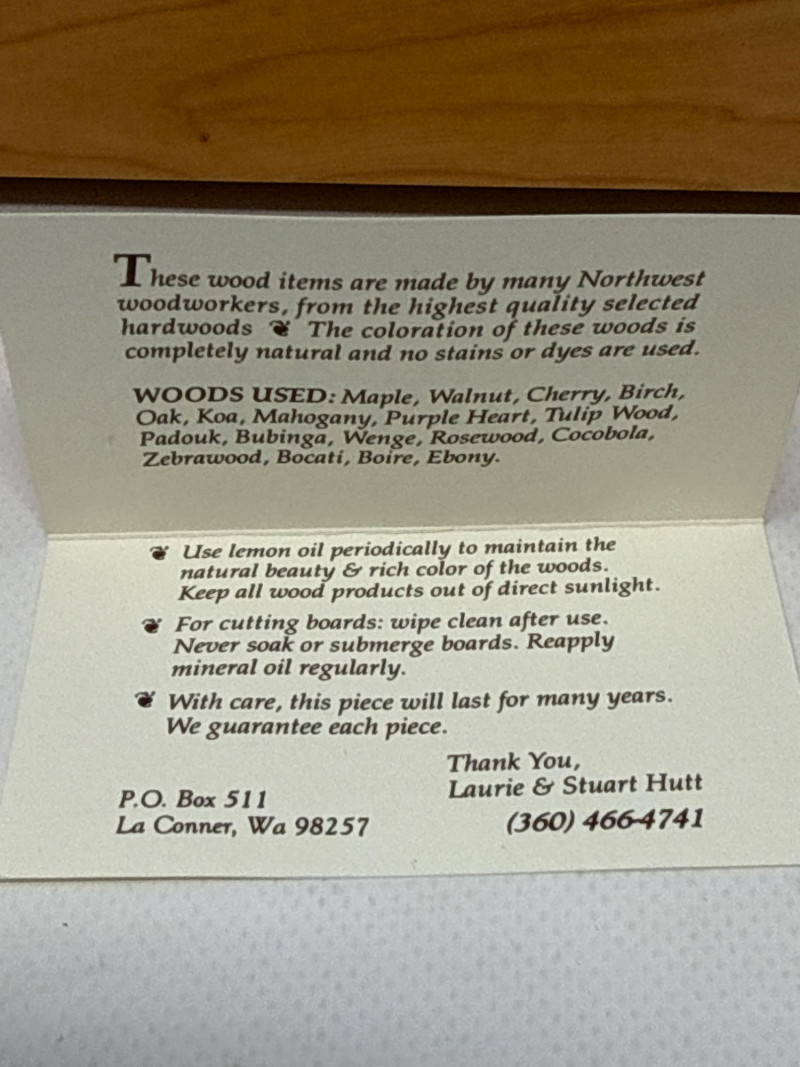 These wood items are made by many Northwest
woodworkers, from the highest quality selected
hardwoods ❦ The coloration of these woods is
completely natural and no stains or dyes are used.
WOODS USED: Maple, Walnut, Cherry, Birch,
Oak, Koa, Mahogany, Purple Heart, Tulip Wood,
Padouk, Bubinga, Wenge, Rosewood, Cocobola,
Zebrawood, Bocati, Boire, Ebony.
❦ Use lemon oil periodically to maintain the
natural beauty & rich color of the woods.
Keep all wood products out of direct sunlight.
❦ For cutting boards: wipe clean after use.
Never soak or submerge boards. Reapply
mineral oil regularly.
❦ With care, this piece will last for many years.
We guarantee each piece.
Thank You,
Laurie & Stuart Hutt
(360) 466-4741
P.O. Box 511
La Conner, Wa 98257